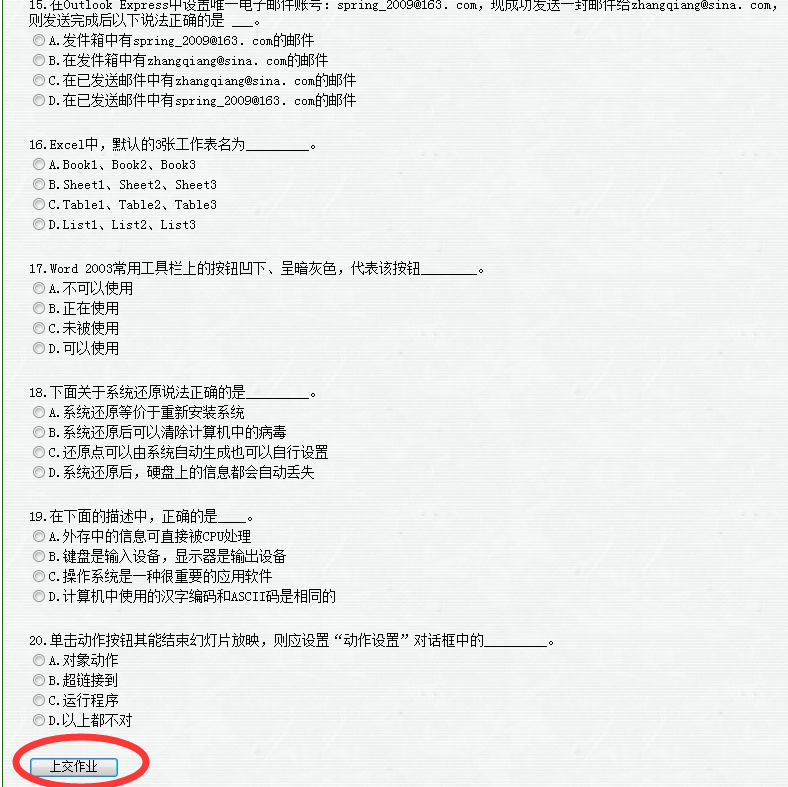 15.在Outlook Express中设置唯一电子邮件账号：spring_2009@163. com，现成功发送一封邮件给zhangqiang@sina. com，
则发送完成后以下说法正确的是 ___。
A.发件箱中有spring_2009@163. com的邮件
B.在发件箱中有zhangqiang@sina. com的邮件
C.在已发送邮件中有zhangqiang@sina. com的邮件
D.在已发送邮件中有spring_2009@163. com的邮件
16.Excel中，默认的3张工作表名为_________。
A.Book1、Book2、Book3
B.Sheet1、Sheet2、Sheet3
C.Table1、Table2、Table3
D.List1、List2、List3
17.Word 2003常用工具栏上的按钮凹下、呈暗灰色，代表该按钮________。
A.不可以使用
B.正在使用
C.未被使用
D.可以使用
18.下面关于系统还原说法正确的是_________。
A.系统还原等价于重新安装系统
B.系统还原后可以清除计算机中的病毒
C.还原点可以由系统自动生成也可以自行设置
D.系统还原后，硬盘上的信息都会自动丢失
19.在下面的描述中，正确的是____。
A.外存中的信息可直接被CPU处理
B.键盘是输入设备，显示器是输出设备
C.操作系统是一种很重要的应用软件
D.计算机中使用的汉字编码和ASCII码是相同的
20.单击动作按钮其能结束幻灯片放映，则应设置“动作设置”对话框中的_________。
A.对象动作
B.超链接到
C.运行程序
D.以上都不对
上交作业